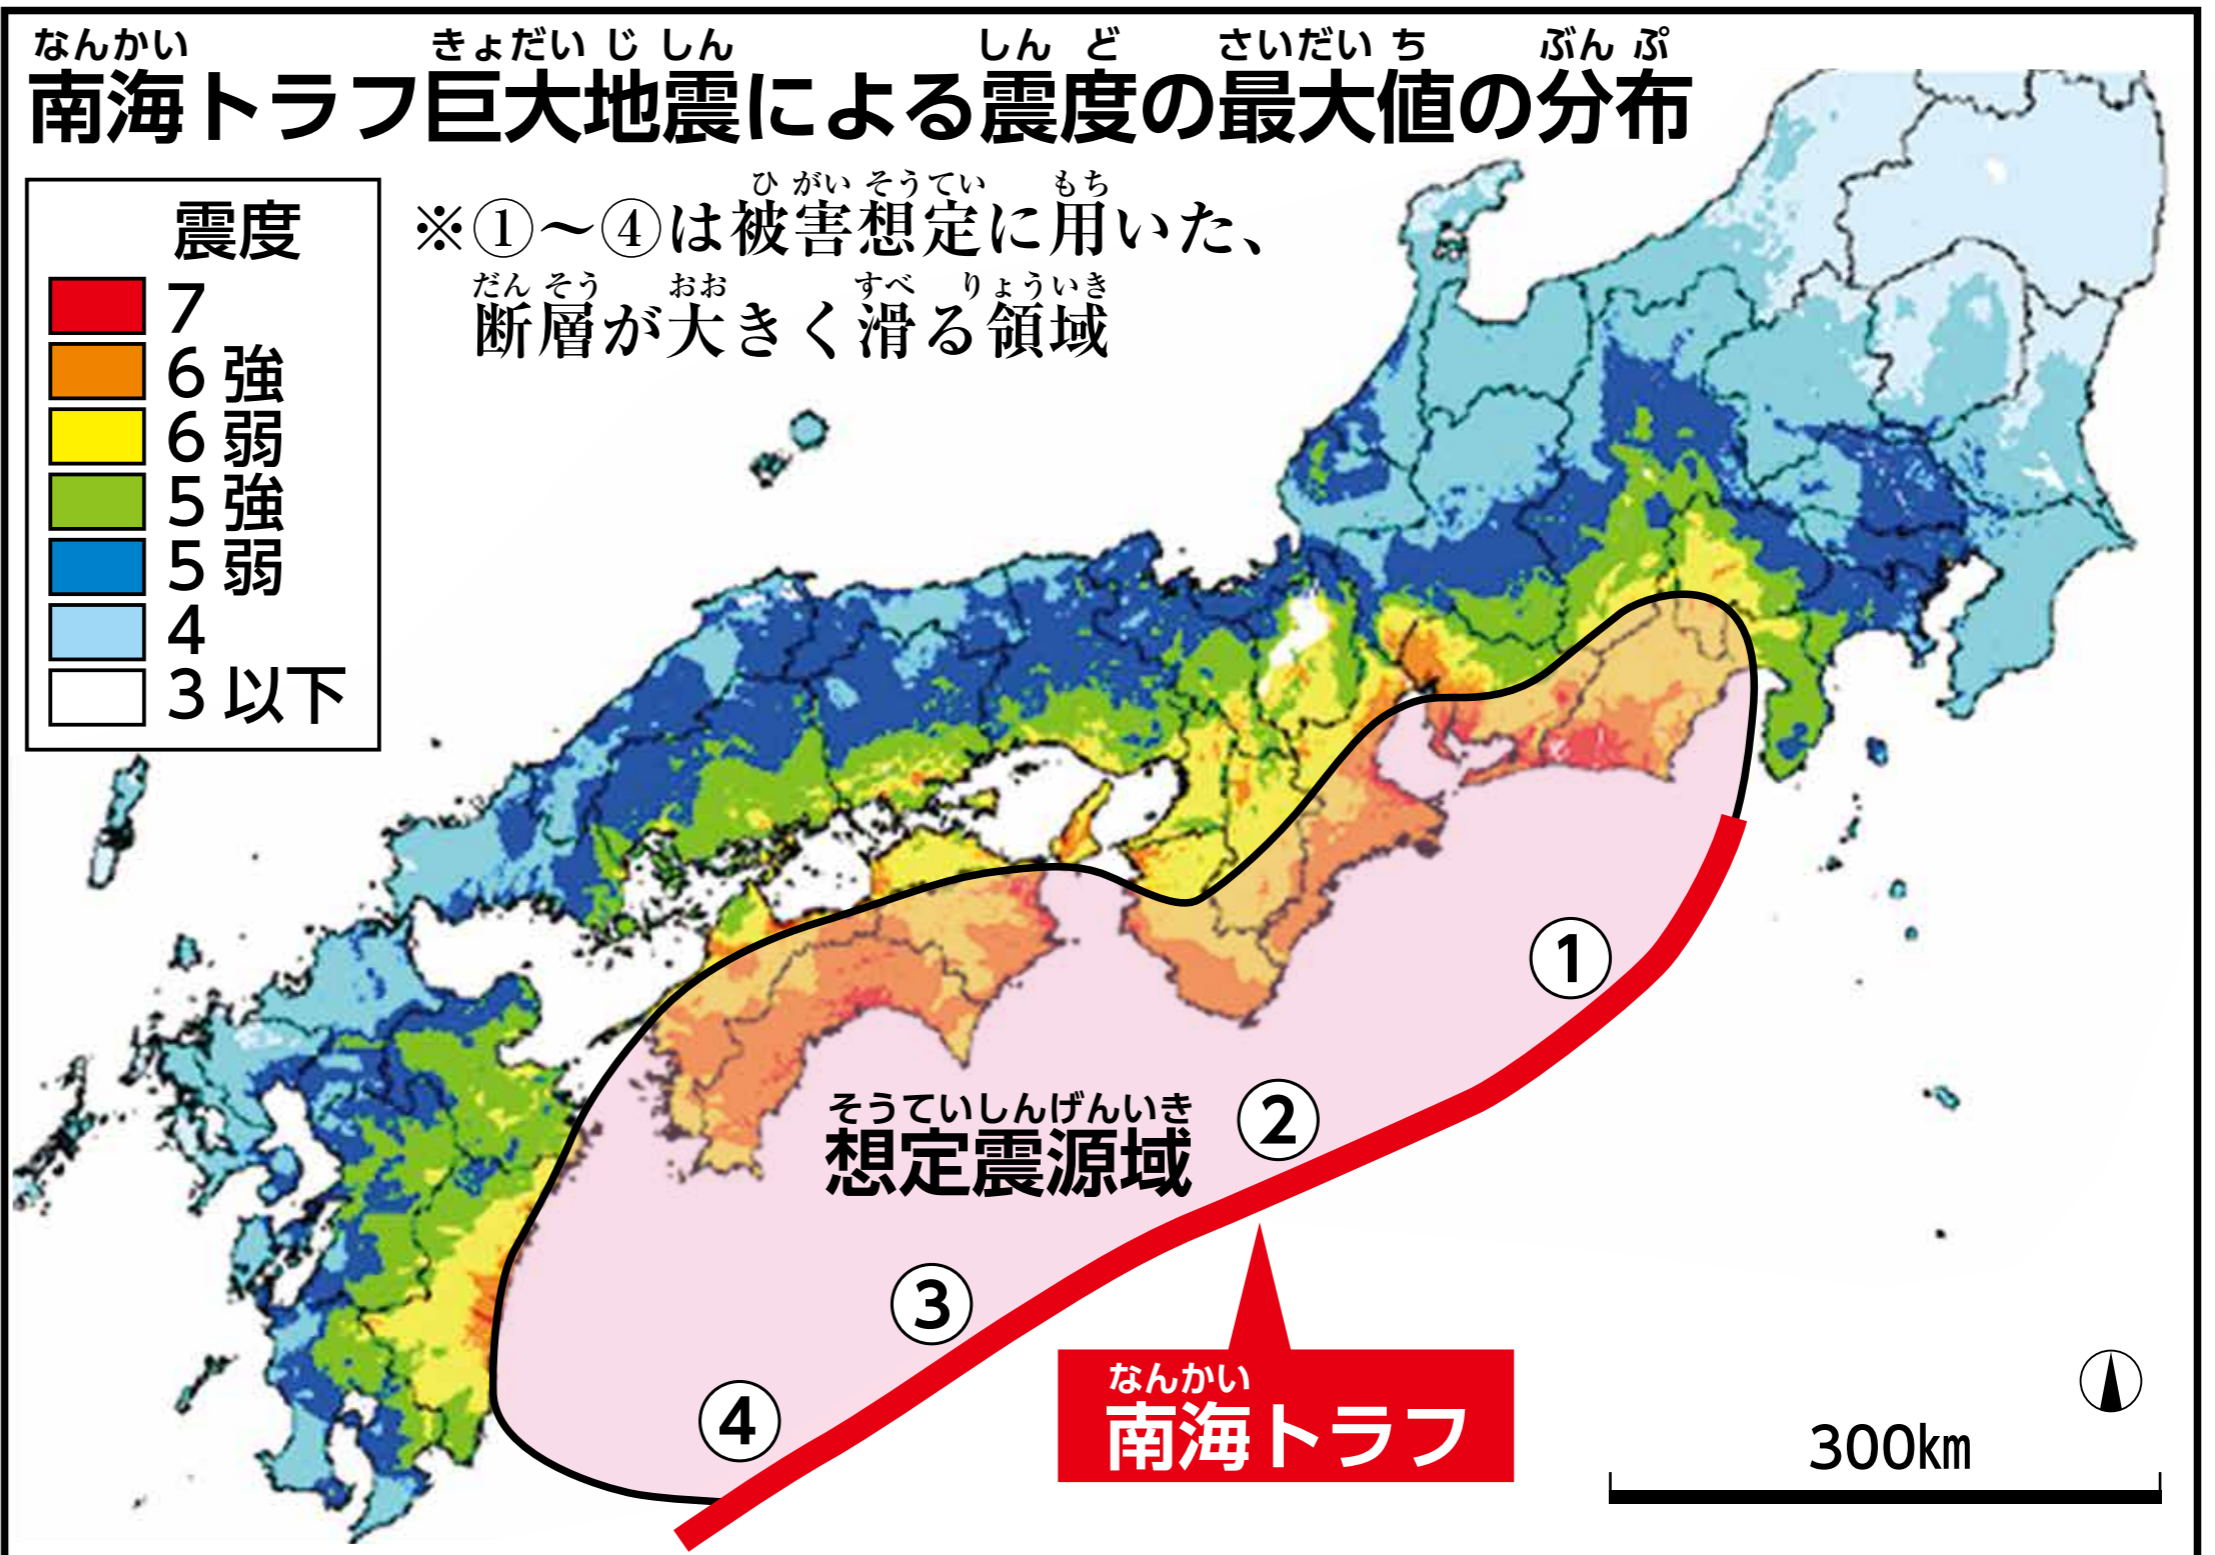 なんかい きょだい じ しん しん ど さいだい ち ぶん ぷ
南海トラフ巨大地震による震度の最大値の分布
震度
7
6強
6弱
5強
5弱
4
3以下
ひ がい そうてい もち
※①～④は被害想定に用いた、
だん そう おお すべ りょういき
断層が大きく滑る領域
①
②
そうていしんげんいき
想定震源域
③
④
なんかい
南海トラフ
300㎞